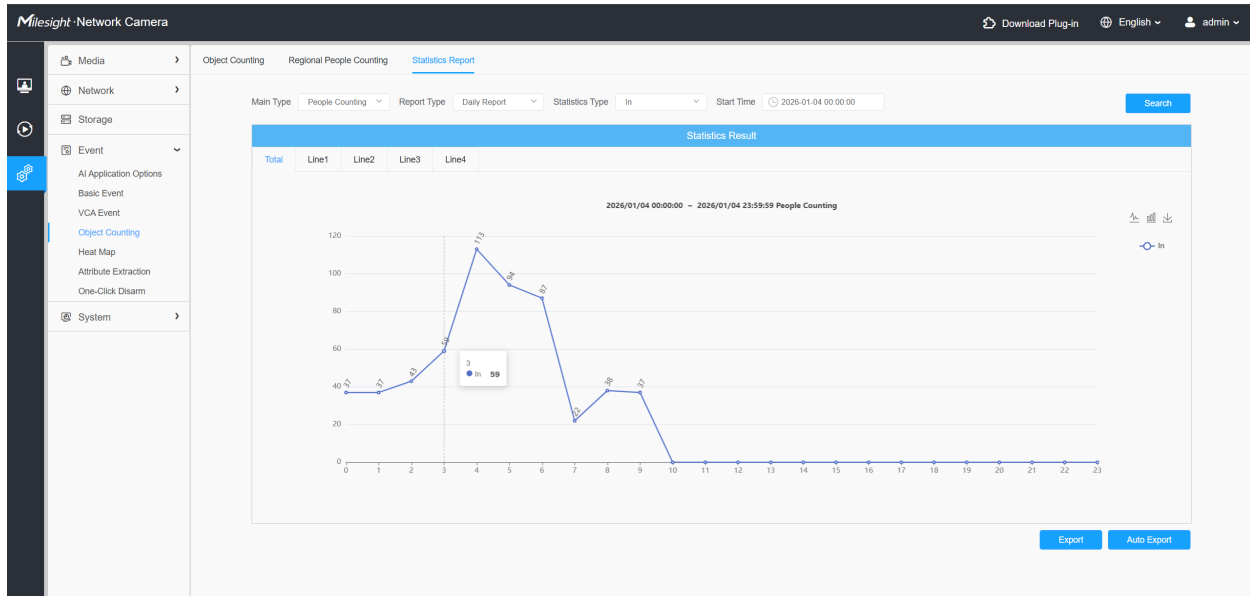 Milesight·Network Camera
Download Plug-in
English
admin
Media
Network
Storage
Event
AI Application Options
Basic Event
VCA Event
Object Counting
Heat Map
Attribute Extraction
One-Click Disarm
System
Object Counting Regional People Counting Statistics Report
Main Type People Counting Report Type Daily Report Statistics Type In Start Time 2026-01-04 00:00:00 Search
Statistics Result
Total Line1 Line2 Line3 Line4
2026/01/04 00:00:00 ~ 2026/01/04 23:59:59 People Counting
In
120
100
80
60
40
20
0
37 37 43 59 113 94 87 22 38 37
3
In 59
0 1 2 3 4 5 6 7 8 9 10 11 12 13 14 15 16 17 18 19 20 21 22 23
Export Auto Export